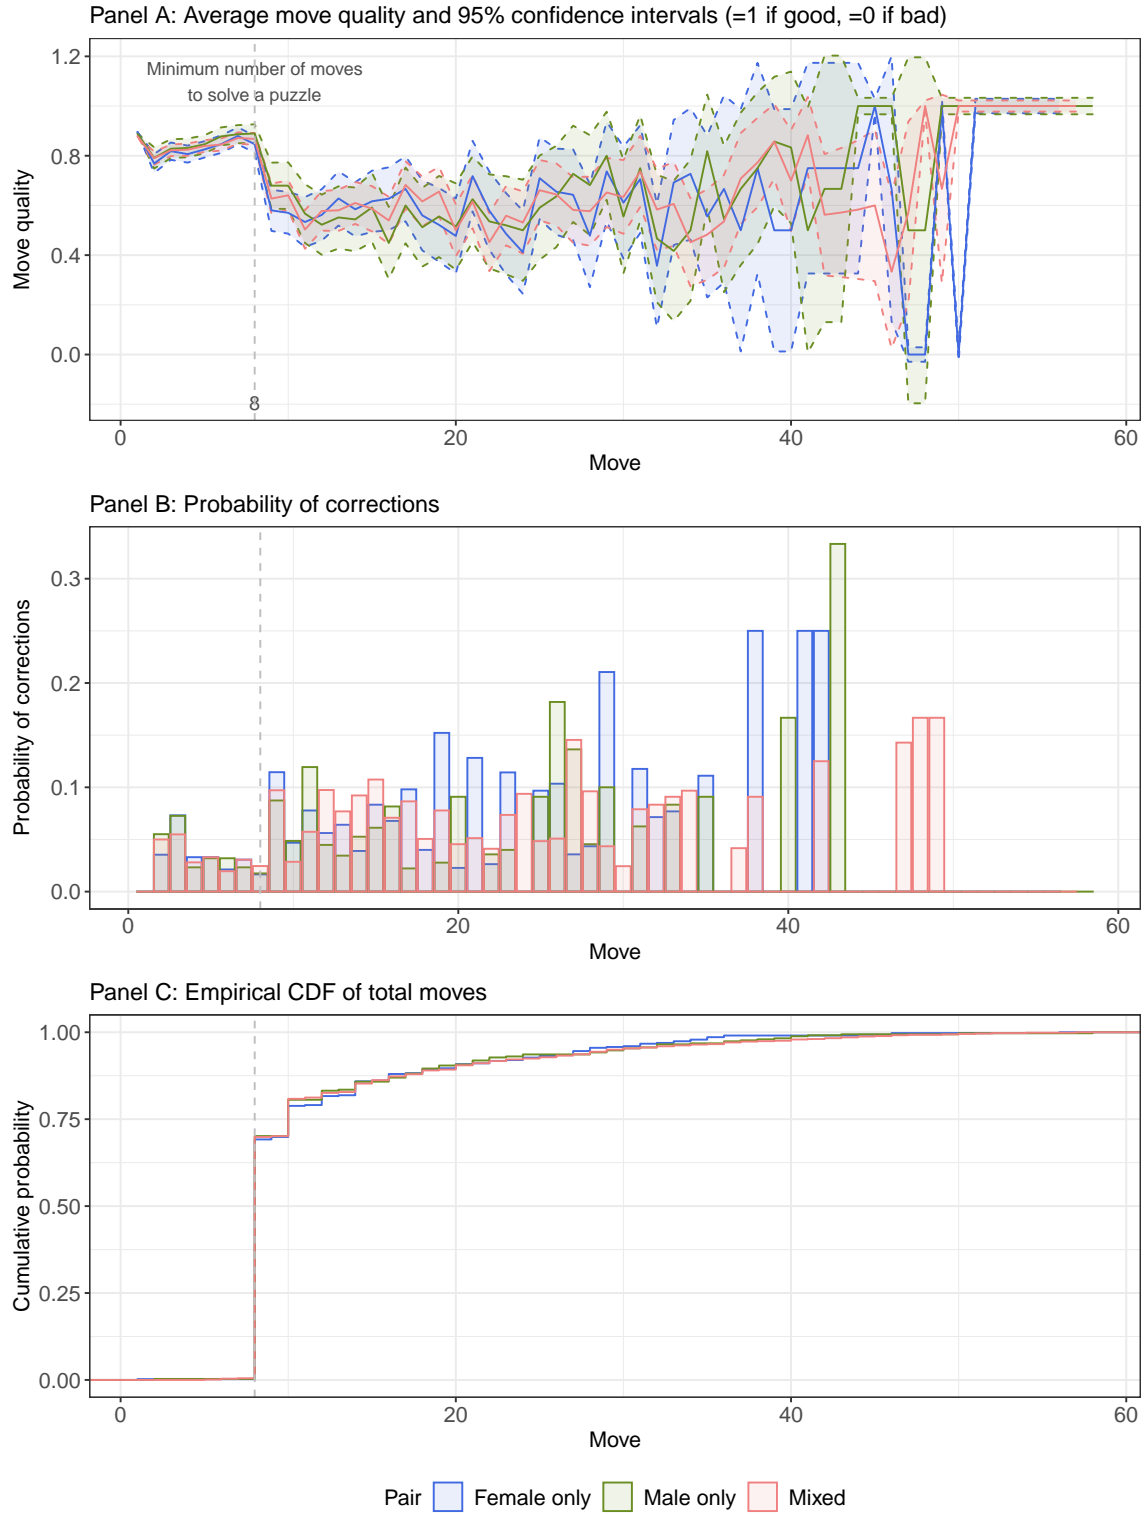 Panel A: Average move quality and 95% confidence intervals (=1 if good, =0 if bad)
1.2
0.8
0.4
0.0
Move quality
Minimum number of moves
to solve a puzzle
8
0 20 40 60
Move
Panel B: Probability of corrections
0.3
0.2
0.1
0.0
Probability of corrections
0 20 40 60
Move
Panel C: Empirical CDF of total moves
1.00
0.75
0.50
0.25
0.00
Cumulative probability
0 20 40 60
Move
Pair Female only Male only Mixed